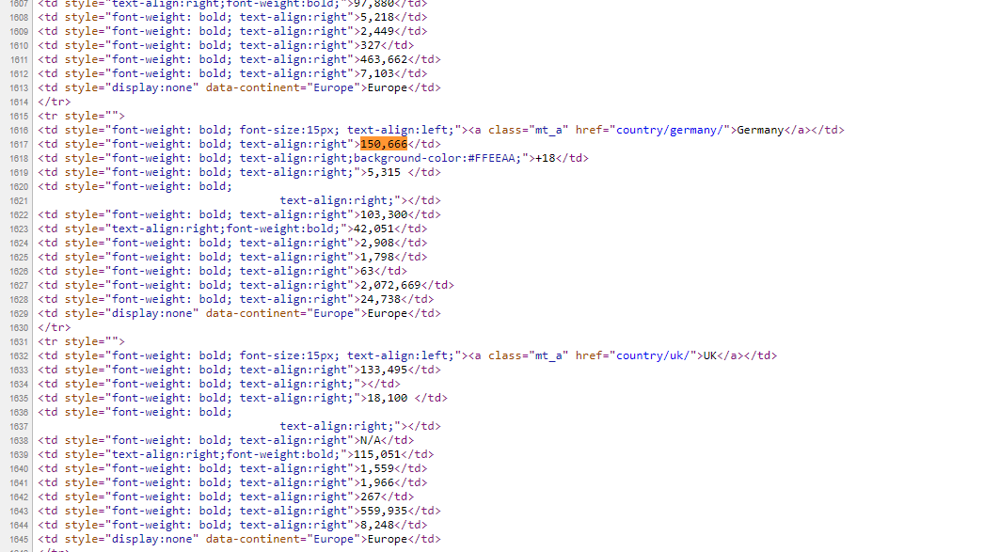 1607 <td style="text-align:right;font-weight:bold;">97,880</td>
1608 <td style="font-weight: bold; text-align:right">5,218</td>
1609 <td style="font-weight: bold; text-align:right">2,449</td>
1610 <td style="font-weight: bold; text-align:right">327</td>
1611 <td style="font-weight: bold; text-align:right">463,662</td>
1612 <td style="font-weight: bold; text-align:right">7,103</td>
1613 <td style="display:none" data-continent="Europe">Europe</td>
1614 </tr>
1615 <tr style="">
1616 <td style="font-weight: bold; font-size:15px; text-align:left;"><a class="mt_a" href="country/germany/">Germany</a></td>
1617 <td style="font-weight: bold; text-align:right">150,666</td>
1618 <td style="font-weight: bold; text-align:right;background-color:#FFEEAA;">+18</td>
1619 <td style="font-weight: bold; text-align:right;">5,315 </td>
1620 <td style="font-weight: bold;
1621 text-align:right;"></td>
1622 <td style="font-weight: bold; text-align:right">103,300</td>
1623 <td style="text-align:right;font-weight:bold;">42,051</td>
1624 <td style="font-weight: bold; text-align:right">2,908</td>
1625 <td style="font-weight: bold; text-align:right">1,798</td>
1626 <td style="font-weight: bold; text-align:right">63</td>
1627 <td style="font-weight: bold; text-align:right">2,072,669</td>
1628 <td style="font-weight: bold; text-align:right">24,738</td>
1629 <td style="display:none" data-continent="Europe">Europe</td>
1630 </tr>
1631 <tr style="">
1632 <td style="font-weight: bold; font-size:15px; text-align:left;"><a class="mt_a" href="country/uk/">UK</a></td>
1633 <td style="font-weight: bold; text-align:right">133,495</td>
1634 <td style="font-weight: bold; text-align:right;"></td>
1635 <td style="font-weight: bold; text-align:right;">18,100 </td>
1636 <td style="font-weight: bold;
1637 text-align:right;"></td>
1638 <td style="font-weight: bold; text-align:right">N/A</td>
1639 <td style="text-align:right;font-weight:bold;">115,051</td>
1640 <td style="font-weight: bold; text-align:right">1,559</td>
1641 <td style="font-weight: bold; text-align:right">1,966</td>
1642 <td style="font-weight: bold; text-align:right">267</td>
1643 <td style="font-weight: bold; text-align:right">559,935</td>
1644 <td style="font-weight: bold; text-align:right">8,248</td>
1645 <td style="display:none" data-continent="Europe">Europe</td>